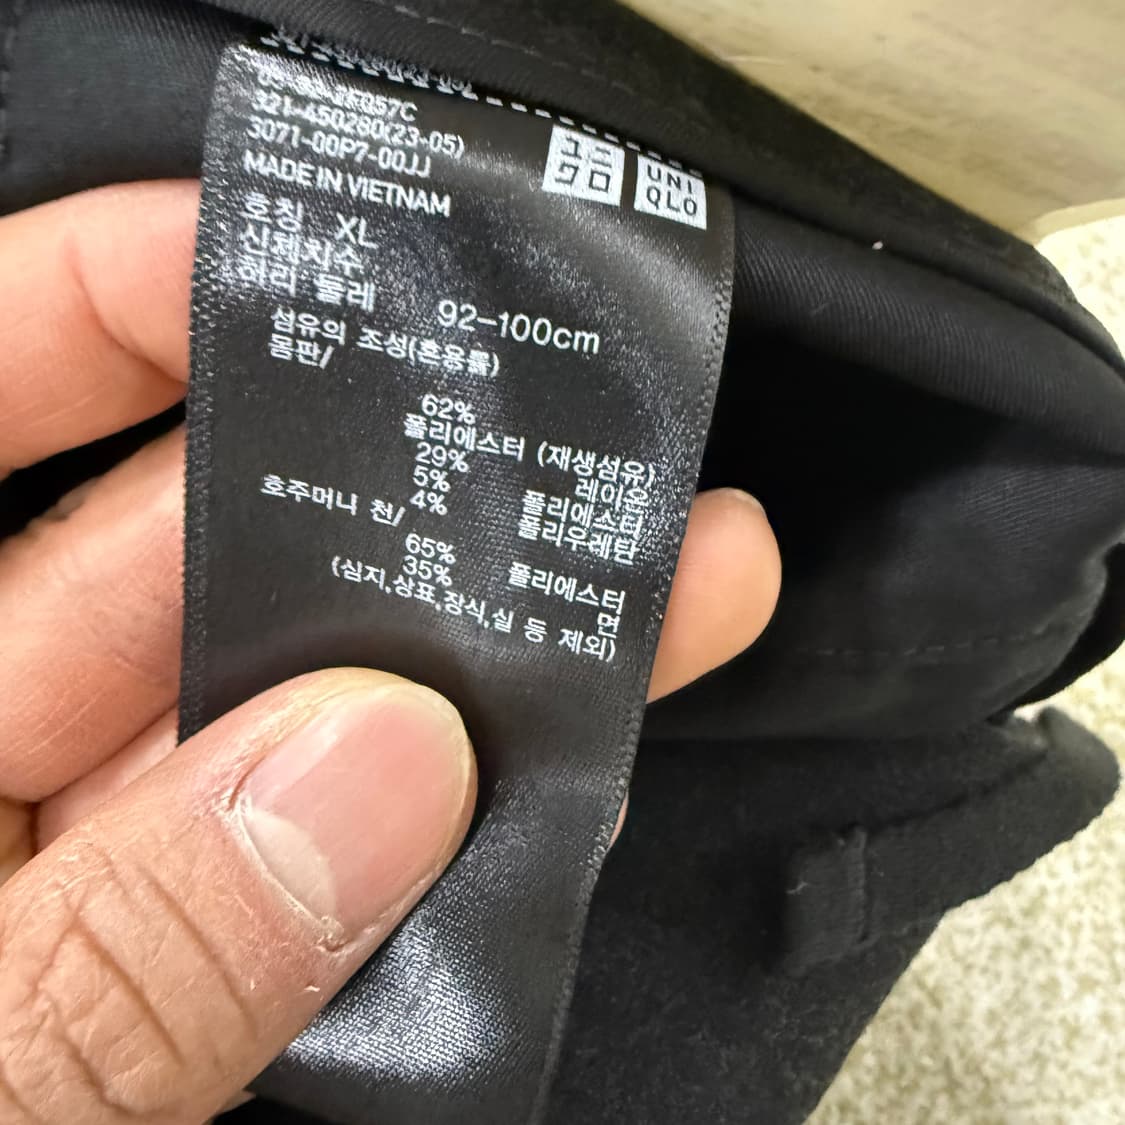 321-450280(23-05)
3071-00P7-00JJ
MADE IN VIETNAM
UNI
QLO
호칭 XL
신체치수
허리 둘레 92-100cm
섬유의 조성(혼용률)
몸판/
62% 폴리에스터 (재생섬유)
29% 레이온
5% 폴리에스터
4% 폴리우레탄
호주머니 천/
65% 폴리에스터
35% 면
(심지,상표,장식,실 등 제외)